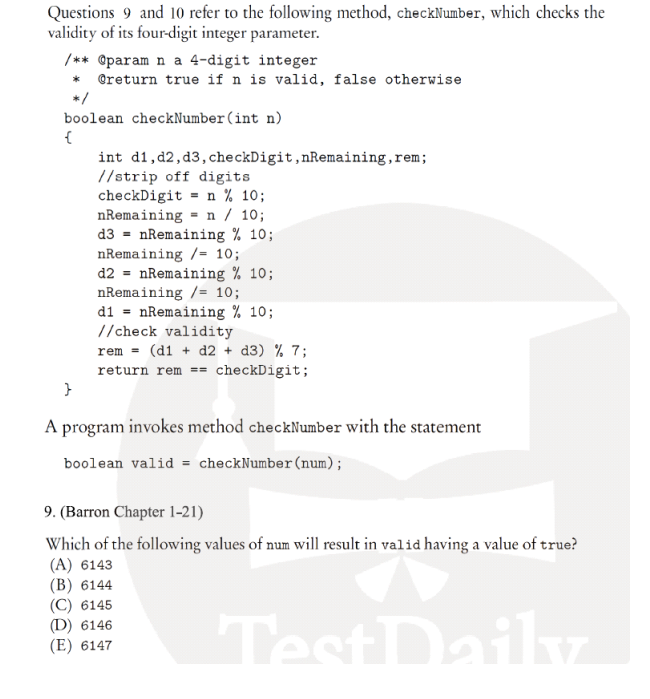 Questions 9 and 10 refer to the following method, checkNumber, which checks the
validity of its four-digit integer parameter.
/** @param n a 4-digit integer
* @return true if n is valid, false otherwise
*/
boolean checkNumber(int n)
{
int d1,d2,d3,checkDigit,nRemaining,rem;
//strip off digits
checkDigit = n % 10;
nRemaining = n / 10;
d3 = nRemaining % 10;
nRemaining /= 10;
d2 = nRemaining % 10;
nRemaining /= 10;
d1 = nRemaining % 10;
//check validity
rem = (d1 + d2 + d3) % 7;
return rem == checkDigit;
}
A program invokes method checkNumber with the statement
boolean valid = checkNumber(num);
9. (Barron Chapter 1-21)
Which of the following values of num will result in valid having a value of true?
(A) 6143
(B) 6144
(C) 6145
(D) 6146
(E) 6147
TestDaily